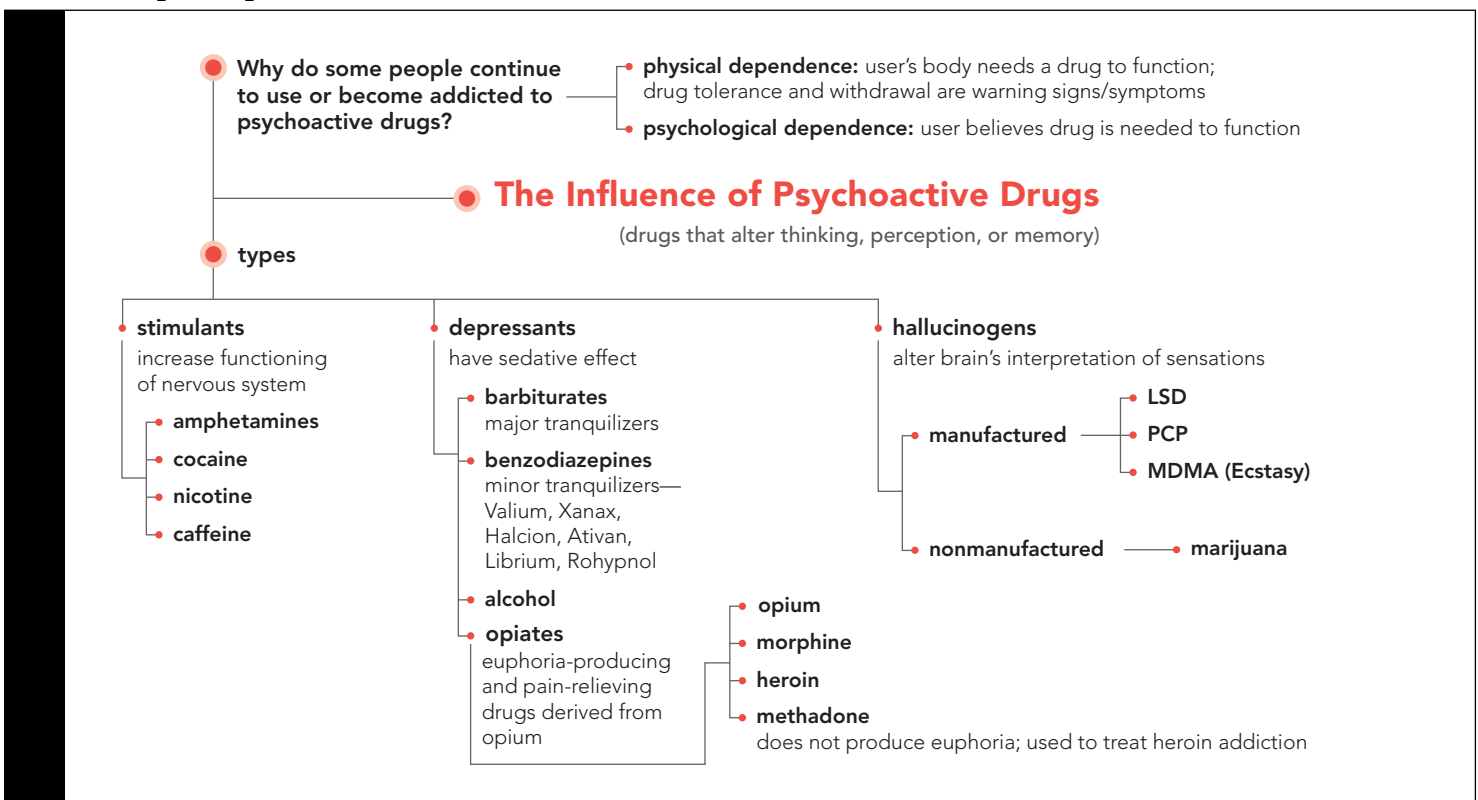 Why do some people continue
to use or become addicted to
psychoactive drugs?
physical dependence: user's body needs a drug to function;
drug tolerance and withdrawal are warning signs/symptoms
psychological dependence: user believes drug is needed to function
The Influence of Psychoactive Drugs
(drugs that alter thinking, perception, or memory)
types
stimulants
increase functioning
of nervous system
amphetamines
cocaine
nicotine
caffeine
depressants
have sedative effect
barbiturates
major tranquilizers
benzodiazepines
minor tranquilizers—
Valium, Xanax,
Halcion, Ativan,
Librium, Rohypnol
alcohol
opiates
euphoria-producing
and pain-relieving
drugs derived from
opium
opium
morphine
heroin
methadone
does not produce euphoria; used to treat heroin addiction
hallucinogens
alter brain's interpretation of sensations
manufactured
LSD
PCP
MDMA (Ecstasy)
nonmanufactured
marijuana